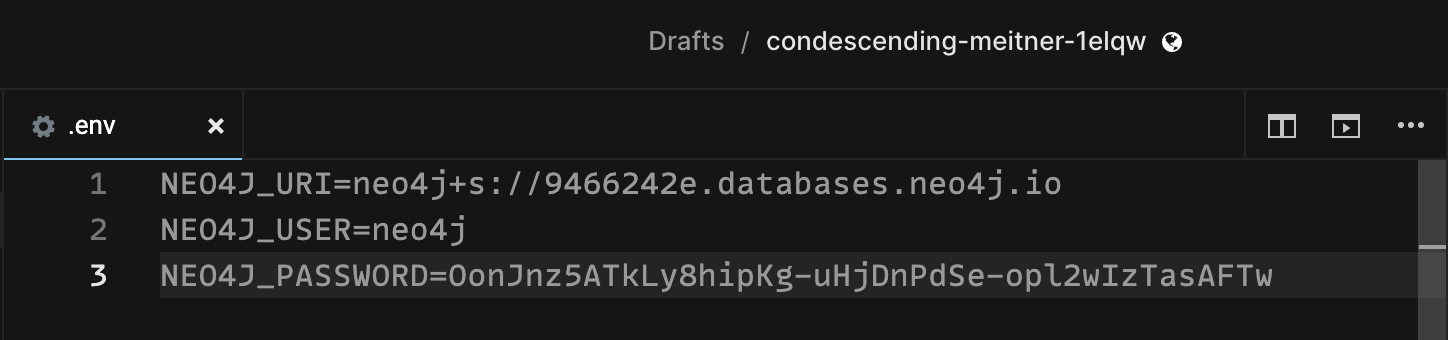 Drafts / condescending-meitner-1elqw
.env
1 NEO4J_URI=neo4j+s://9466242e.databases.neo4j.io
2 NEO4J_USER=neo4j
3 NEO4J_PASSWORD=OonJnz5ATkLy8hipKg-uHjDnPdSe-opl2wIzTasAFTw